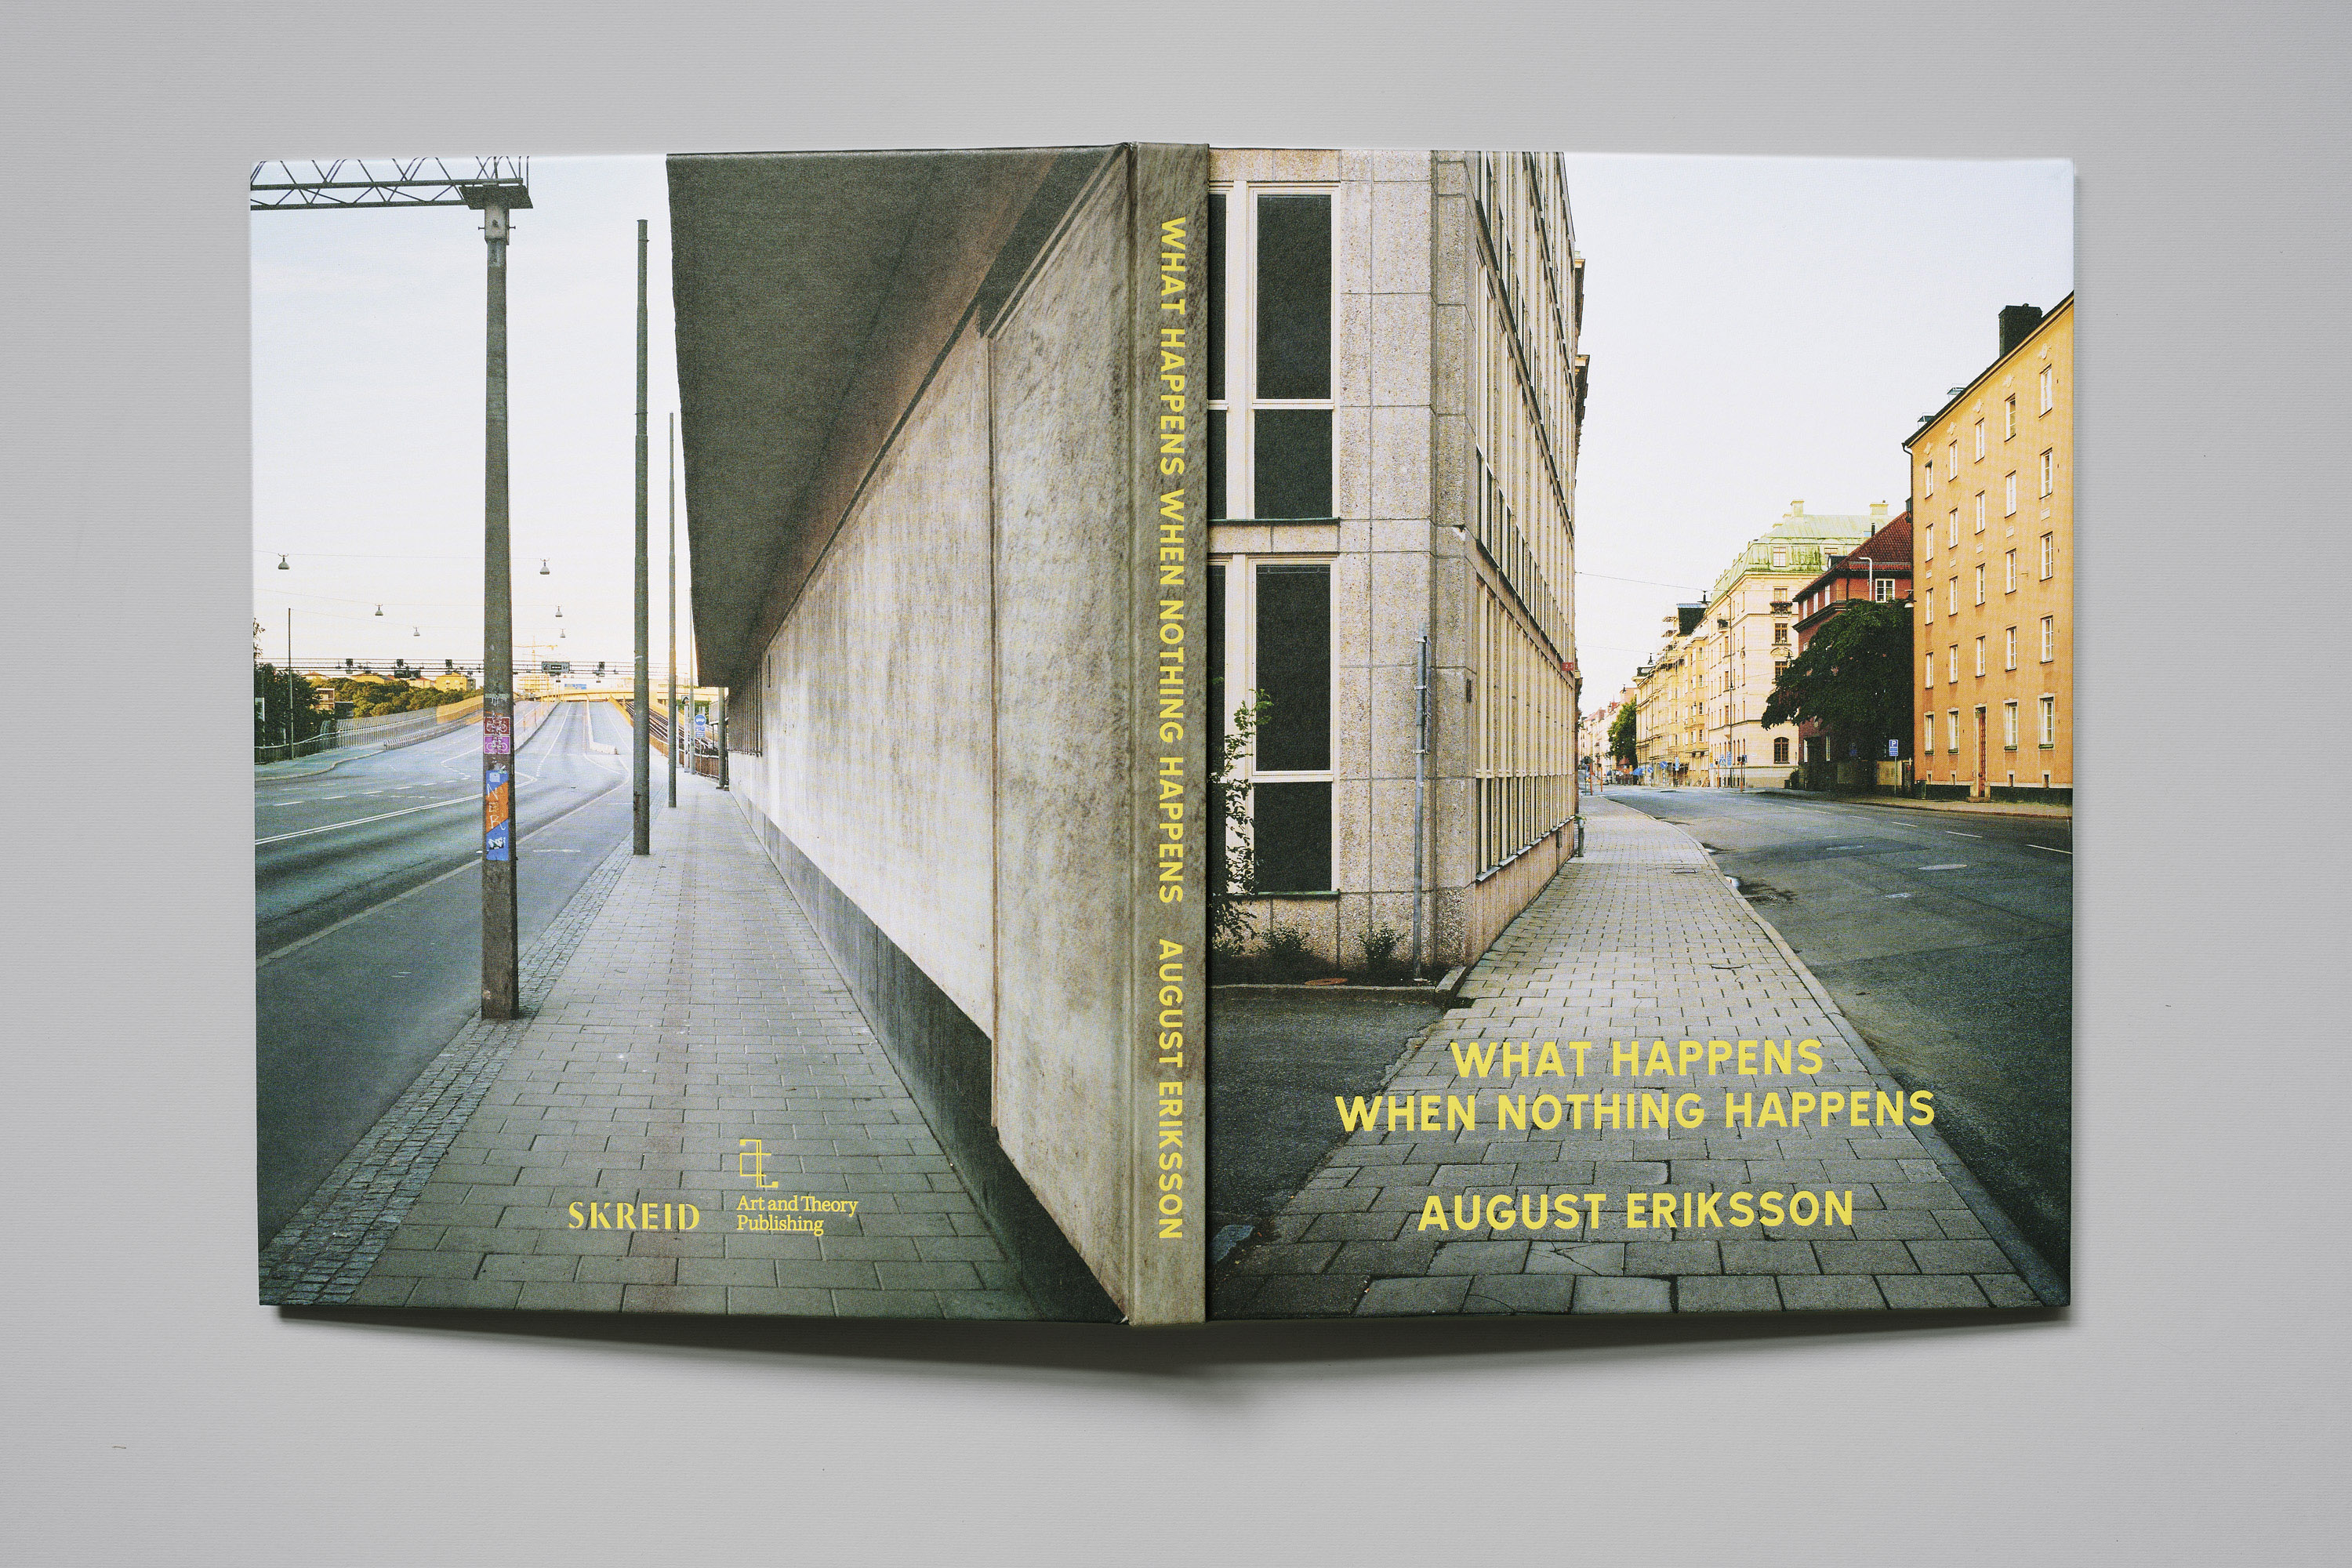 SKREID
Art and Theory
Publishing
WHAT HAPPENS WHEN NOTHING HAPPENS AUGUST ERIKSSON
WHAT HAPPENS
WHEN NOTHING HAPPENS
AUGUST ERIKSSON